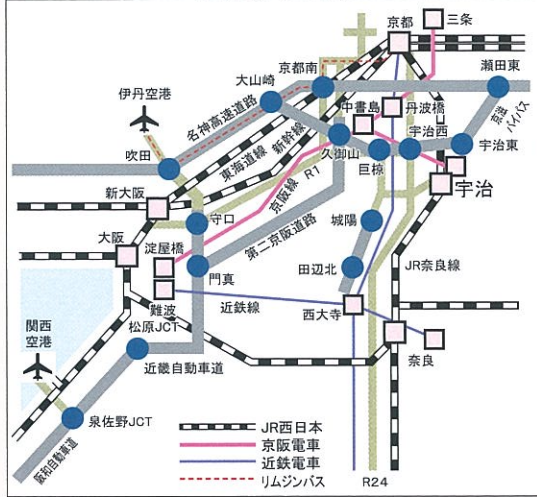 三条
京都
京都南
瀬田東
大山崎
伊丹空港
名神高速道路
中書島
丹波橋
京滋
バイパス
宇治西
宇治東
吹田
東海道線
新幹線
久御山
巨椋
宇治
R1
新大阪
京阪線
守口
城陽
第二京阪道路
大阪
淀屋橋
門真
田辺北
JR奈良線
難波
近鉄線
西大寺
関西
空港
松原JCT
奈良
近畿自動車道
泉佐野JCT
阪和自動車道
JR西日本
京阪電車
近鉄電車
リムジンバス
R24